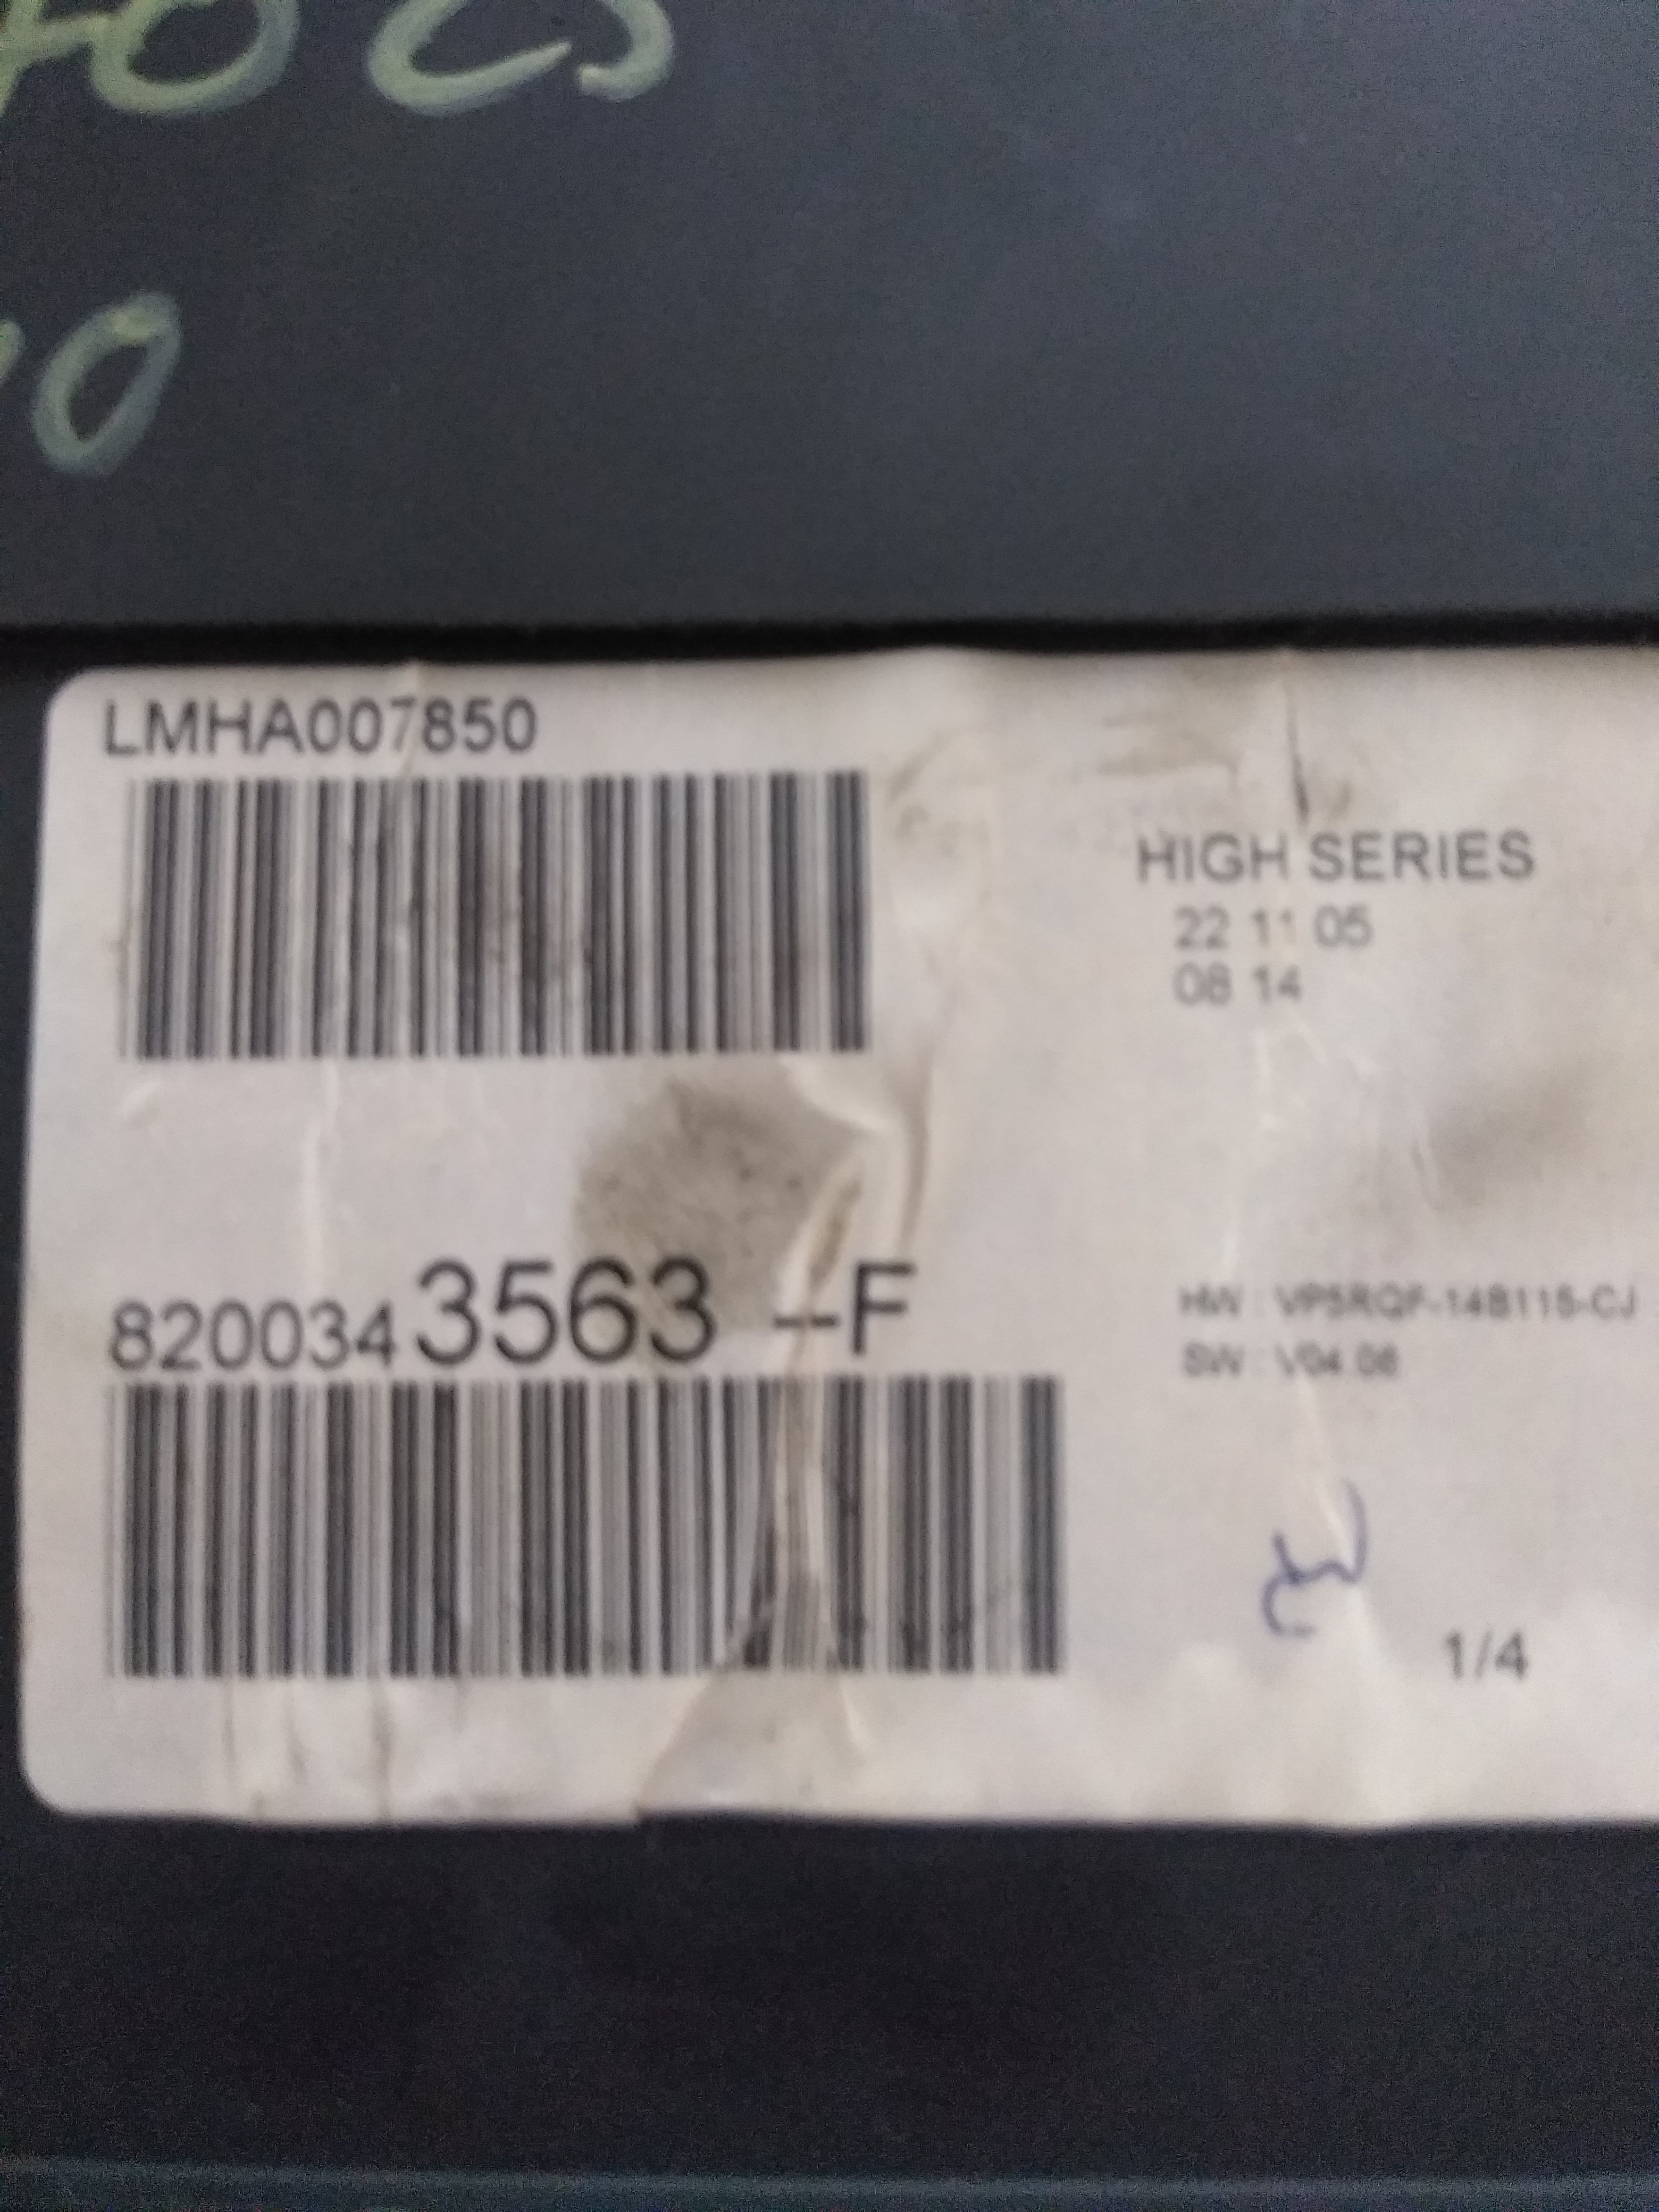 LMHA007850
HIGH SERIES
22 11 05
08 14
8200343563 --F
HW : VP5RQF-14B115-CJ
SW : V04.06
1/4